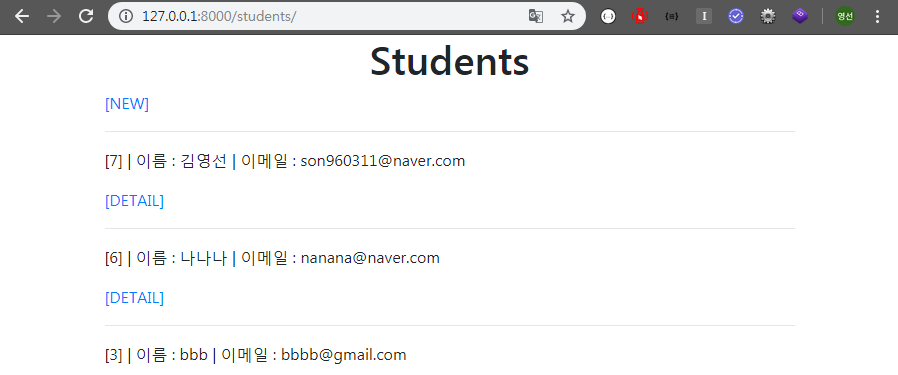 127.0.0.1:8000/students/
영선
Students
[NEW]
[7] | 이름 : 김영선 | 이메일 : son960311@naver.com
[DETAIL]
[6] | 이름 : 나나나 | 이메일 : nanana@naver.com
[DETAIL]
[3] | 이름 : bbb | 이메일 : bbbb@gmail.com